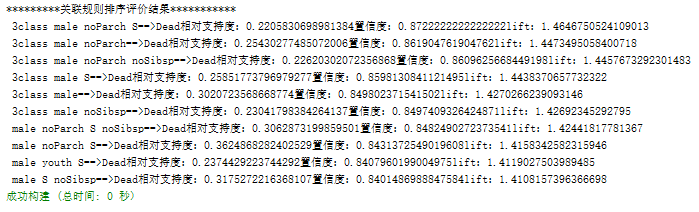 *********关联规则排序评价结果***********
3class male noParch S-->Dead相对支持度：0.2205830698981384置信度：0.8722222222222222lift：1.4646750524109013
3class male noParch-->Dead相对支持度：0.25430277485072006置信度：0.861904761904762lift：1.4473495058400718
3class male noParch noSibsp-->Dead相对支持度：0.22620302072356868置信度：0.8609625668449198lift：1.4457673292301483
3class male S-->Dead相对支持度：0.25851773796979277置信度：0.8598130841121495lift：1.4438370657732322
3class male-->Dead相对支持度：0.3020723568668774置信度：0.849802371541502lift：1.4270266239093146
3class male noSibsp-->Dead相对支持度：0.23041798384264137置信度：0.8497409326424871lift：1.42692345292795
male noParch S noSibsp-->Dead相对支持度：0.3062873199859501置信度：0.8482490272373541lift：1.42441817781367
male noParch S-->Dead相对支持度：0.3624868282402529置信度：0.8431372549019608lift：1.4158342582315946
male youth S-->Dead相对支持度：0.2374429223744292置信度：0.8407960199004975lift：1.4119027503989485
male S noSibsp-->Dead相对支持度：0.3175272216368107置信度：0.8401486988847584lift：1.4108157396366698
成功构建 (总时间: 0 秒)